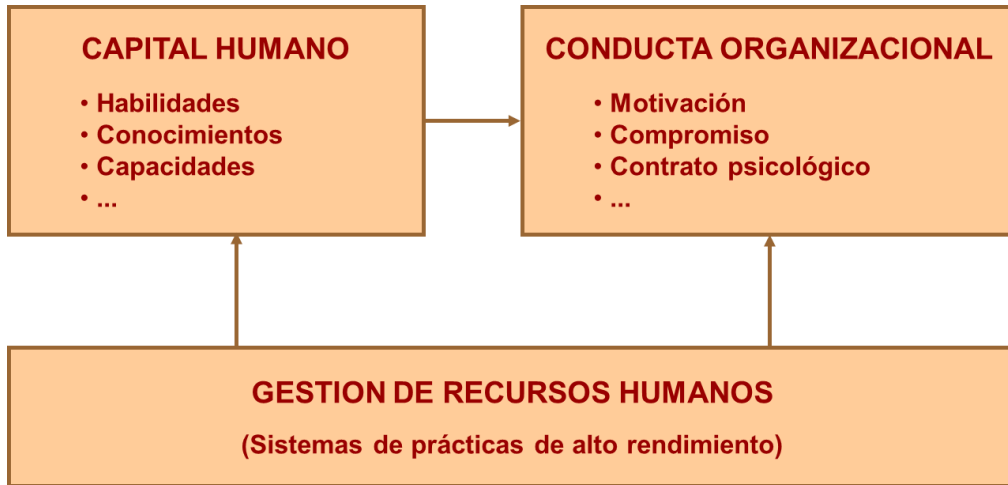 CAPITAL HUMANO
• Habilidades
• Conocimientos
• Capacidades
• ...
CONDUCTA ORGANIZACIONAL
• Motivación
• Compromiso
• Contrato psicológico
• ...
GESTION DE RECURSOS HUMANOS
(Sistemas de prácticas de alto rendimiento)